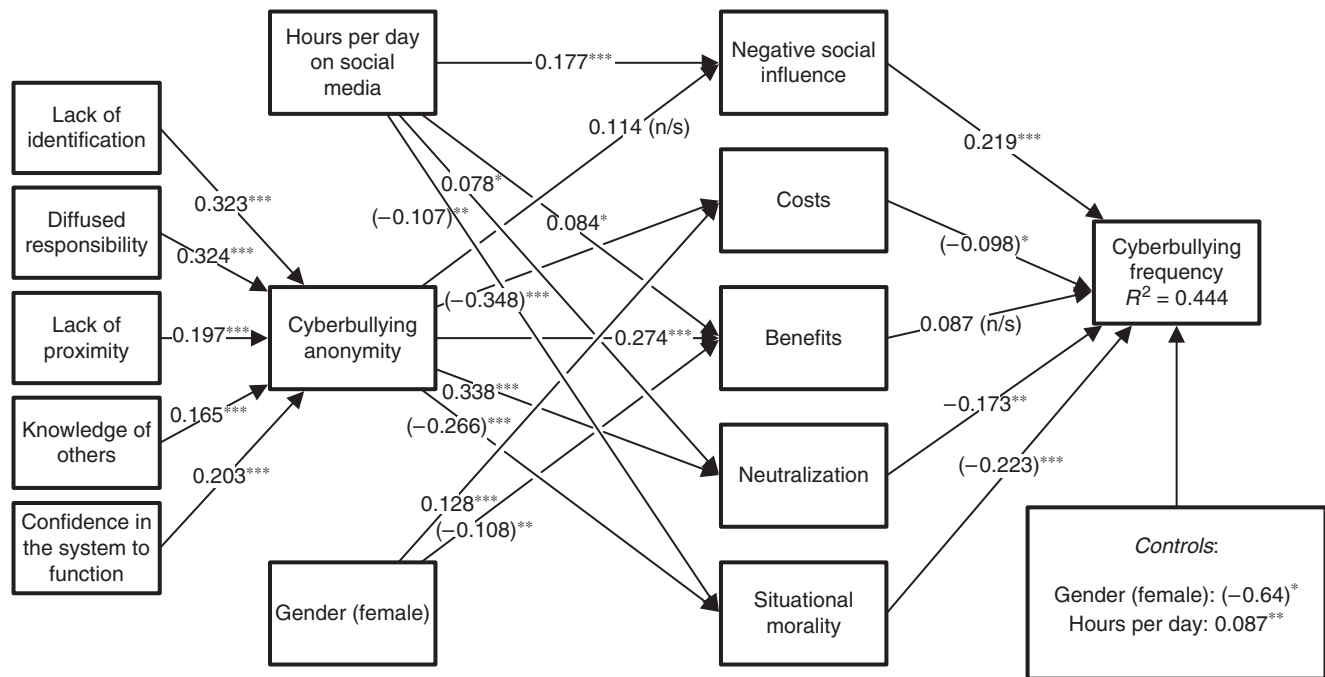 Hours per day
on social
media
Negative social
influence
Lack of
identification
Diffused
responsibility
Lack of
proximity
Knowledge of
others
Confidence in
the system to
function
Cyberbullying
anonymity
Gender (female)
Costs
Benefits
Neutralization
Situational
morality
Cyberbullying
frequency
R² = 0.444
Controls:
Gender (female): (−0.64)*
Hours per day: 0.087**
0.323***
0.324***
0.197***
0.165***
0.203***
0.177***
0.114 (n/s)
0.078*
(−0.107)**
0.084*
(−0.348)***
0.274***
0.338***
(−0.266)***
0.128***
(−0.108)**
0.219***
(−0.098)*
0.087 (n/s)
−0.173**
(−0.223)***